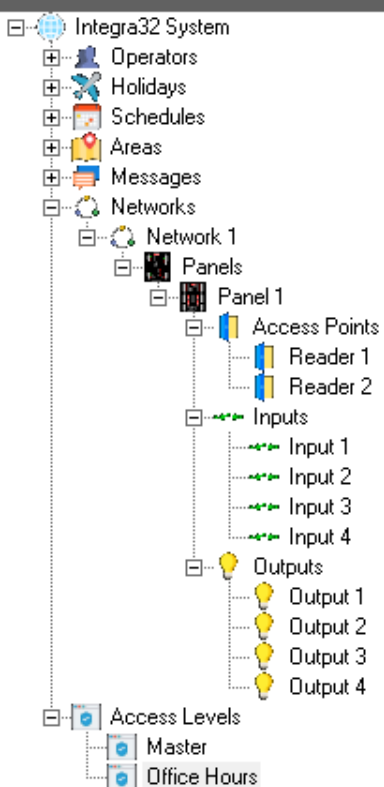 Integra32 System
Operators
Holidays
Schedules
Areas
Messages
Networks
Network 1
Panels
Panel 1
Access Points
Reader 1
Reader 2
Inputs
Input 1
Input 2
Input 3
Input 4
Outputs
Output 1
Output 2
Output 3
Output 4
Access Levels
Master
Office Hours